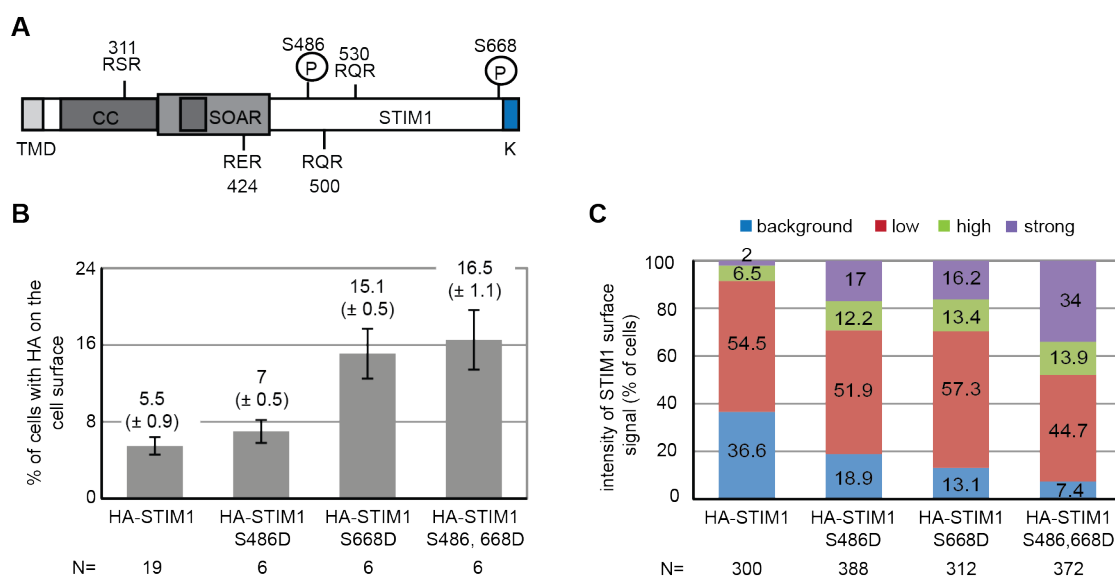 A
311
RSR
S486
P
530
RQR
S668
P
CC
SOAR
STIM1
TMD
RER
424
RQR
500
K
B
% of cells with HA on the
cell surface
24
16
8
0
5.5
(± 0.9)
7
(± 0.5)
15.1
(± 0.5)
16.5
(± 1.1)
HA-STIM1
HA-STIM1
S486D
HA-STIM1
S668D
HA-STIM1
S486, 668D
N= 19 6 6 6
C
background low high strong
intensity of STIM1 surface
signal (% of cells)
100
80
60
40
20
0
2
6.5
54.5
36.6
17
12.2
51.9
18.9
16.2
13.4
57.3
13.1
34
13.9
44.7
7.4
HA-STIM1
HA-STIM1
S486D
HA-STIM1
S668D
HA-STIM1
S486,668D
N= 300 388 312 372